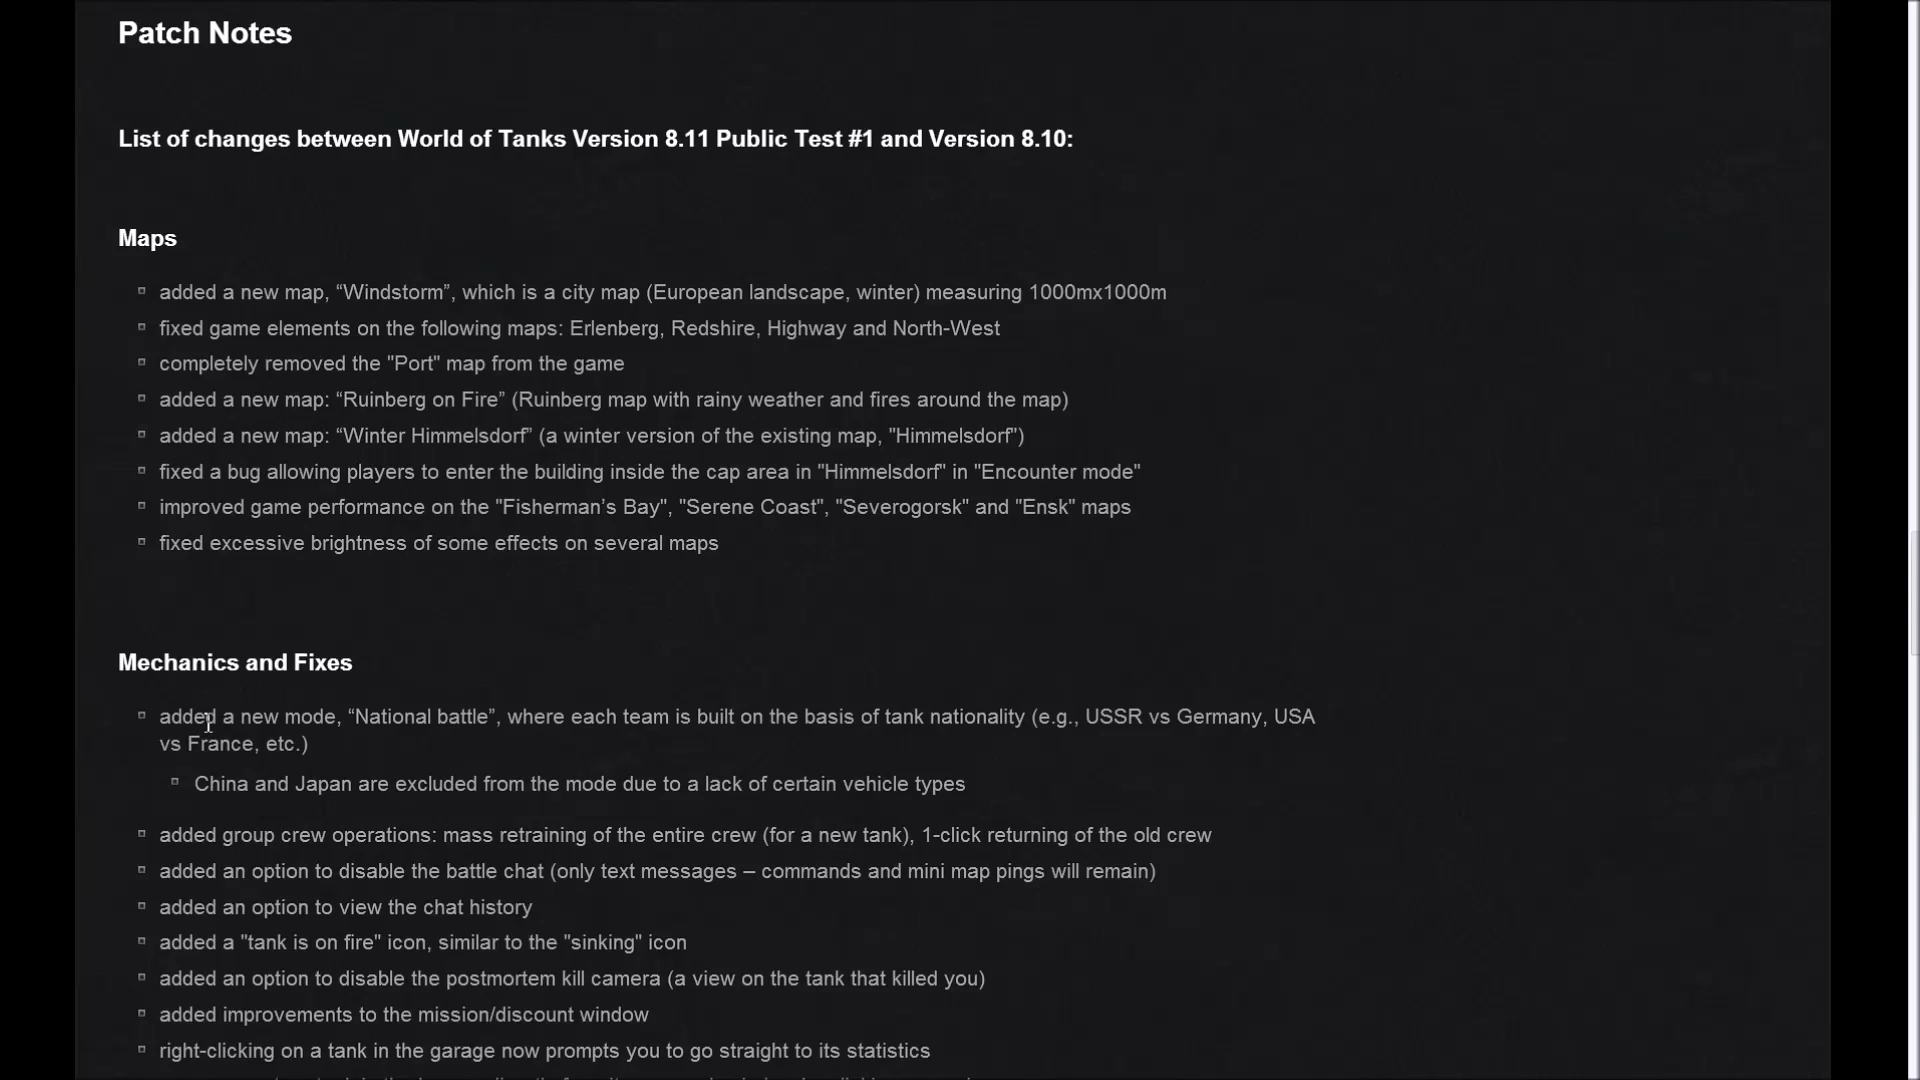 Patch Notes
List of changes between World of Tanks Version 8.11 Public Test #1 and Version 8.10:
Maps
added a new map, “Windstorm”, which is a city map (European landscape, winter) measuring 1000mx1000m
fixed game elements on the following maps: Erlenberg, Redshire, Highway and North-West
completely removed the "Port" map from the game
added a new map: “Ruinberg on Fire” (Ruinberg map with rainy weather and fires around the map)
added a new map: “Winter Himmelsdorf” (a winter version of the existing map, "Himmelsdorf")
fixed a bug allowing players to enter the building inside the cap area in "Himmelsdorf" in "Encounter mode"
improved game performance on the "Fisherman’s Bay", "Serene Coast", "Severogorsk" and "Ensk" maps
fixed excessive brightness of some effects on several maps
Mechanics and Fixes
added a new mode, “National battle”, where each team is built on the basis of tank nationality (e.g., USSR vs Germany, USA
vs France, etc.)
China and Japan are excluded from the mode due to a lack of certain vehicle types
added group crew operations: mass retraining of the entire crew (for a new tank), 1-click returning of the old crew
added an option to disable the battle chat (only text messages – commands and mini map pings will remain)
added an option to view the chat history
added a "tank is on fire" icon, similar to the "sinking" icon
added an option to disable the postmortem kill camera (a view on the tank that killed you)
added improvements to the mission/discount window
right-clicking on a tank in the garage now prompts you to go straight to its statistics